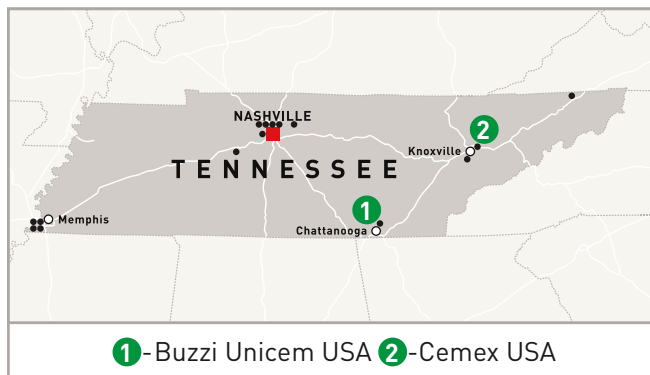 NASHVILLE
2
Knoxville
TENNESSEE
1
Memphis
Chattanooga
1-Buzzi Unicem USA 2-Cemex USA